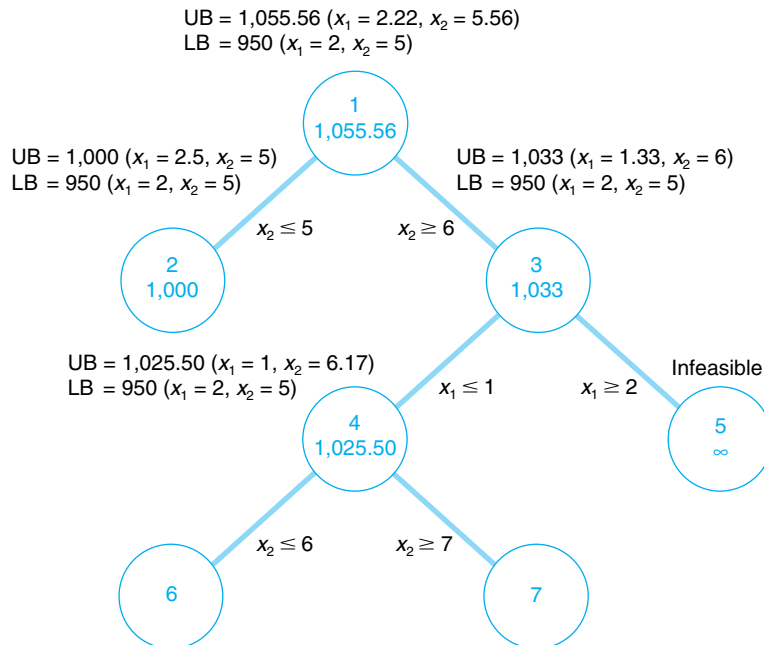 UB = 1,055.56 (x₁ = 2.22, x₂ = 5.56)
LB = 950 (x₁ = 2, x₂ = 5)
1
1,055.56
UB = 1,000 (x₁ = 2.5, x₂ = 5)
LB = 950 (x₁ = 2, x₂ = 5)
UB = 1,033 (x₁ = 1.33, x₂ = 6)
LB = 950 (x₁ = 2, x₂ = 5)
x₂ ≤ 5
x₂ ≥ 6
2
1,000
3
1,033
UB = 1,025.50 (x₁ = 1, x₂ = 6.17)
LB = 950 (x₁ = 2, x₂ = 5)
x₁ ≤ 1
x₁ ≥ 2
Infeasible
4
1,025.50
5
∞
x₂ ≤ 6
x₂ ≥ 7
6
7